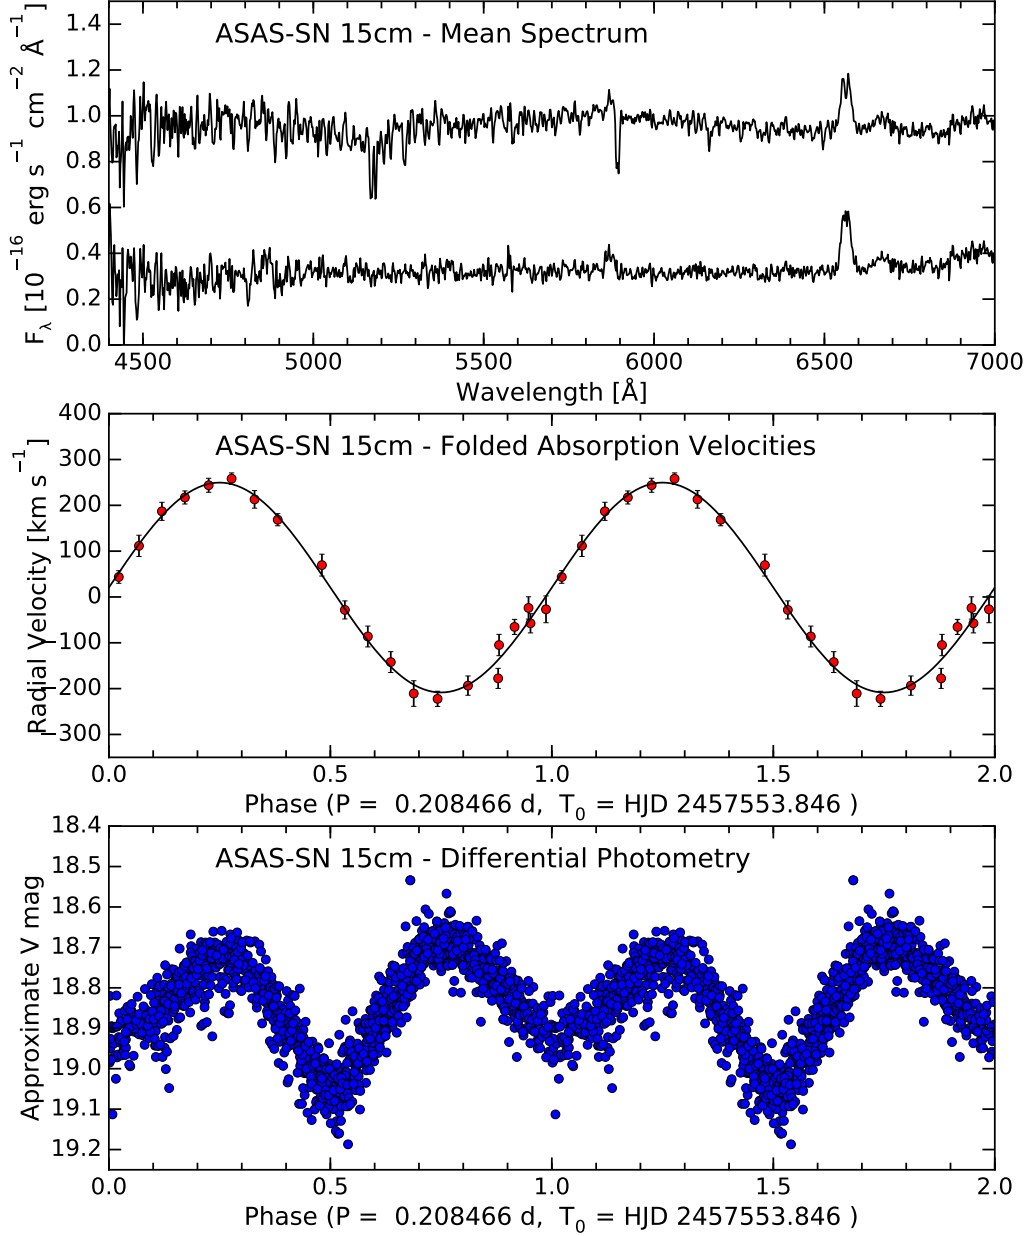 ASAS-SN 15cm - Mean Spectrum
F_λ [10^−16 erg s^−1 cm^−2 Å^−1]
1.4
1.2
1.0
0.8
0.6
0.4
0.2
0.0
4500 5000 5500 6000 6500 7000
Wavelength [Å]
ASAS-SN 15cm - Folded Absorption Velocities
Radial Velocity [km s^−1]
400
300
200
100
0
−100
−200
−300
0.0 0.5 1.0 1.5 2.0
Phase (P = 0.208466 d, T_0 = HJD 2457553.846 )
ASAS-SN 15cm - Differential Photometry
Approximate V mag
18.4
18.5
18.6
18.7
18.8
18.9
19.0
19.1
19.2
0.0 0.5 1.0 1.5 2.0
Phase (P = 0.208466 d, T_0 = HJD 2457553.846 )